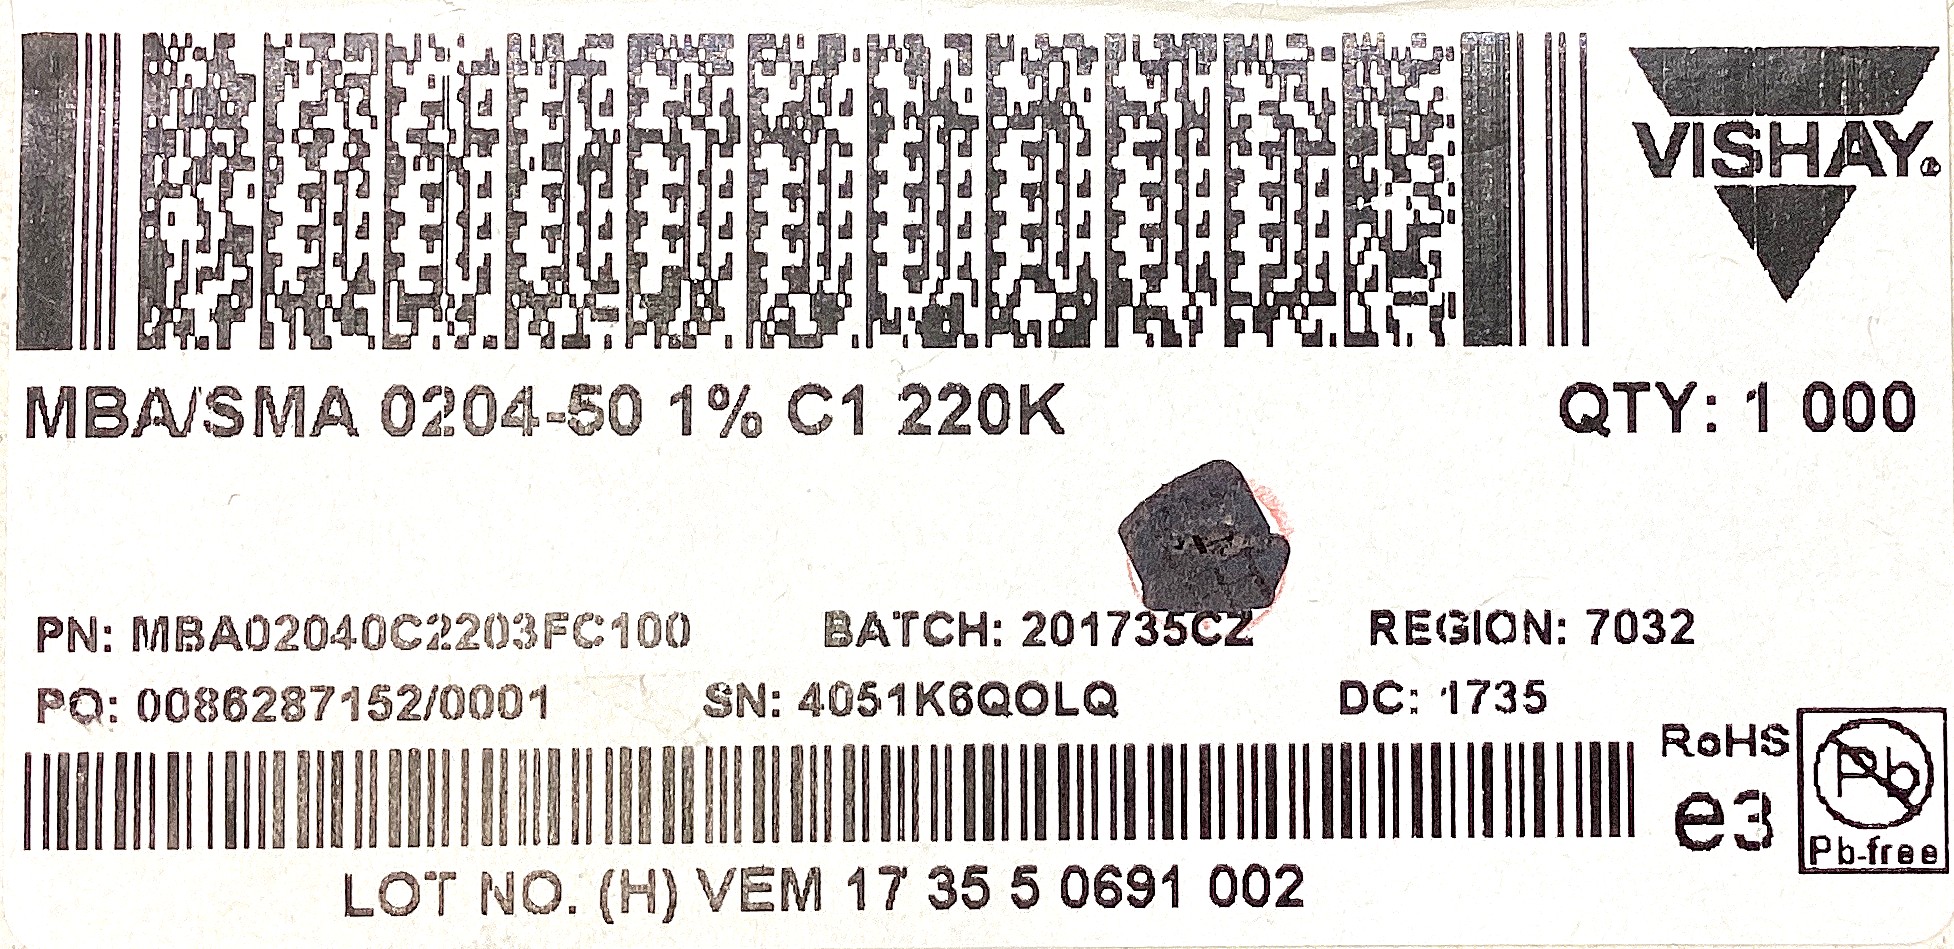 VISHAY®
MBA/SMA 0204-50 1% C1 220K QTY: 1 000
PN: MBA02040C2203FC100 BATCH: 201735CZ REGION: 7032
PO: 0086287152/0001 SN: 4051K6QOLQ DC: 1735
RoHS
e3
Pb
Pb-free
LOT NO. (H) VEM 17 35 5 0691 002